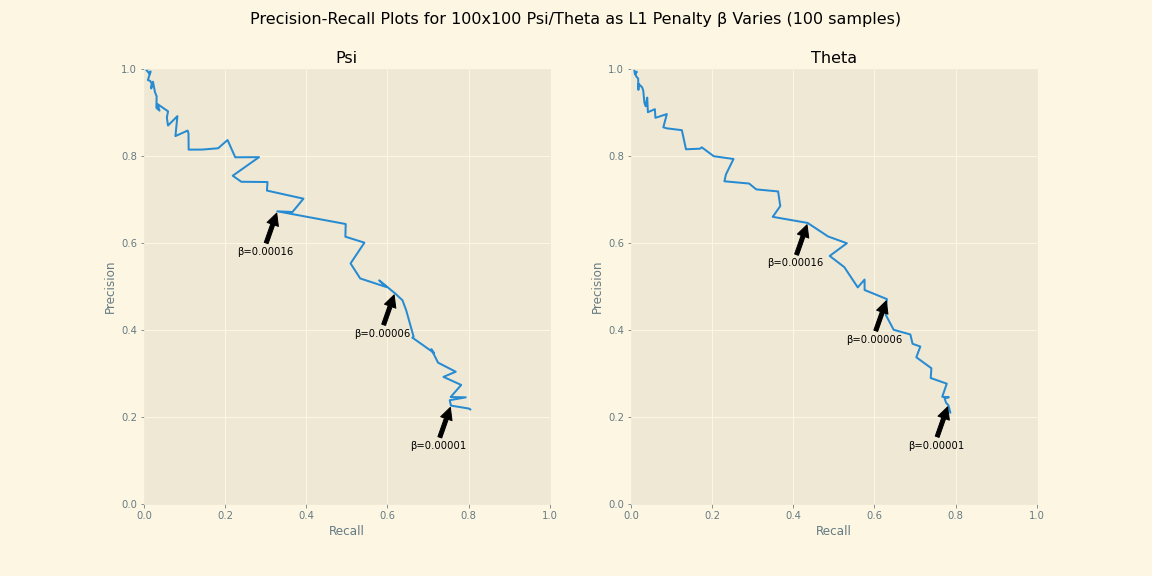 Precision-Recall Plots for 100x100 Psi/Theta as L1 Penalty β Varies (100 samples)
Psi
1.0
0.8
0.6
0.4
0.2
0.0
Precision
β=0.00016
β=0.00006
β=0.00001
0.0 0.2 0.4 0.6 0.8 1.0
Recall
Theta
1.0
0.8
0.6
0.4
0.2
0.0
Precision
β=0.00016
β=0.00006
β=0.00001
0.0 0.2 0.4 0.6 0.8 1.0
Recall